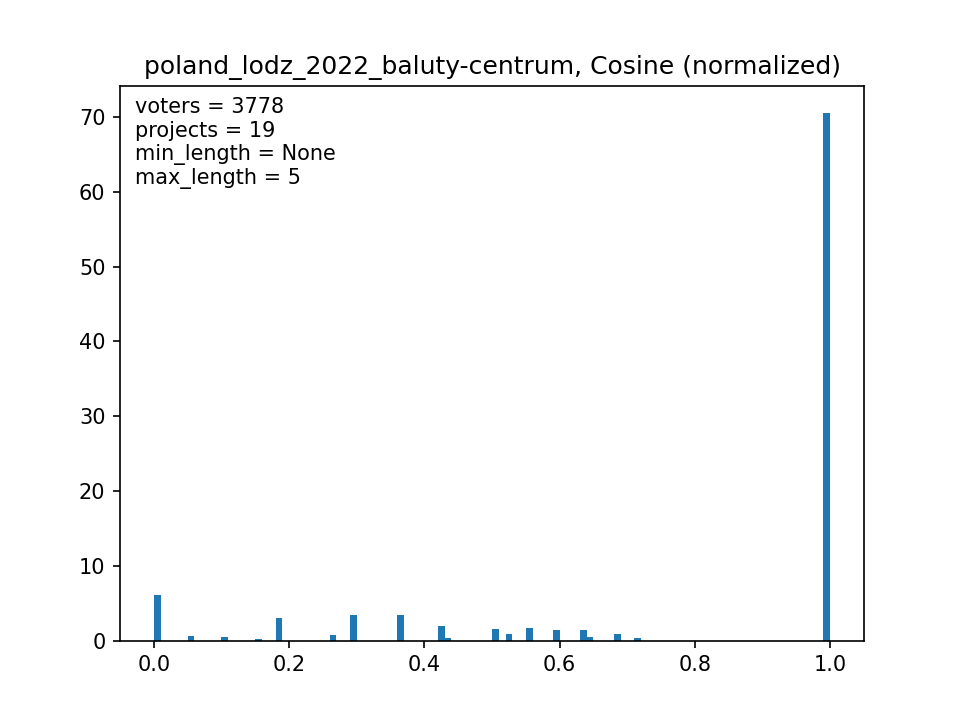 poland_lodz_2022_baluty-centrum, Cosine (normalized)
voters = 3778
projects = 19
min_length = None
max_length = 5
70
60
50
40
30
20
10
0
0.0 0.2 0.4 0.6 0.8 1.0